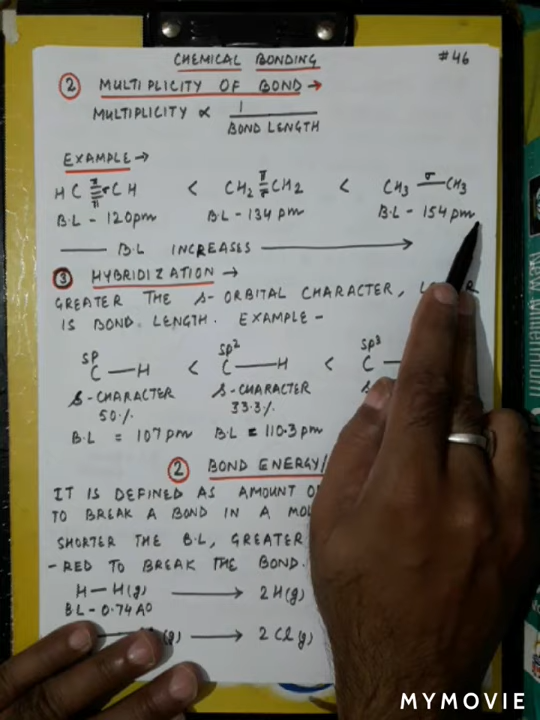 CHEMICAL BONDING #46
② MULTIPLICITY OF BOND →
MULTIPLICITY ∝ 1
BOND LENGTH
EXAMPLE →
HC ≡ CH < CH2 = CH2 < CH3 — CH3
B.L - 120pm B.L - 134 pm B.L - 154 pm
B.L INCREASES
③ HYBRIDIZATION →
GREATER THE S-ORBITAL CHARACTER,
IS BOND LENGTH. EXAMPLE -
sp sp2 sp3
C — H < C — H < C —
S-CHARACTER S-CHARACTER
50% 33.3%
B.L = 107 pm B.L = 110.3 pm
② BOND ENERGY/
IT IS DEFINED AS AMOUNT
TO BREAK A BOND IN A
SHORTER THE B.L, GREATER
-RED TO BREAK THE BOND.
H — H(g) → 2H(g)
BL - 0.74A0
(g) → 2 Cl(g)
New Millennium
MYMOVIE